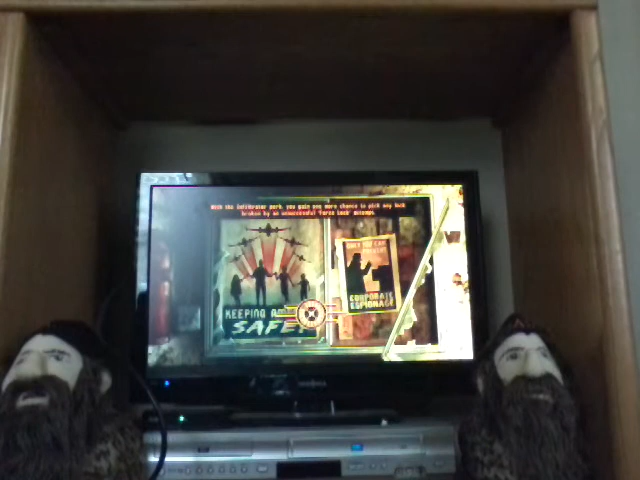 With the Infiltrator perk, you gain one more chance to pick any lock
broken by an unsuccessful 'Force Lock' attempt.
ONLY YOU CAN
PREVENT
CORPORATE
ESPIONAGE
KEEPING A
SAFE